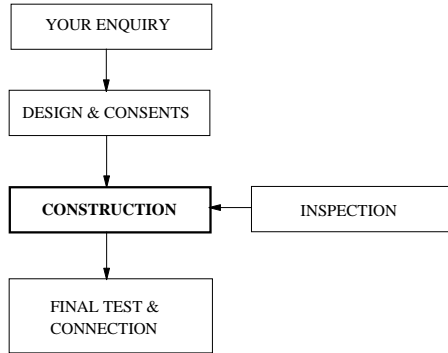 YOUR ENQUIRY
DESIGN & CONSENTS
CONSTRUCTION
INSPECTION
FINAL TEST &
CONNECTION